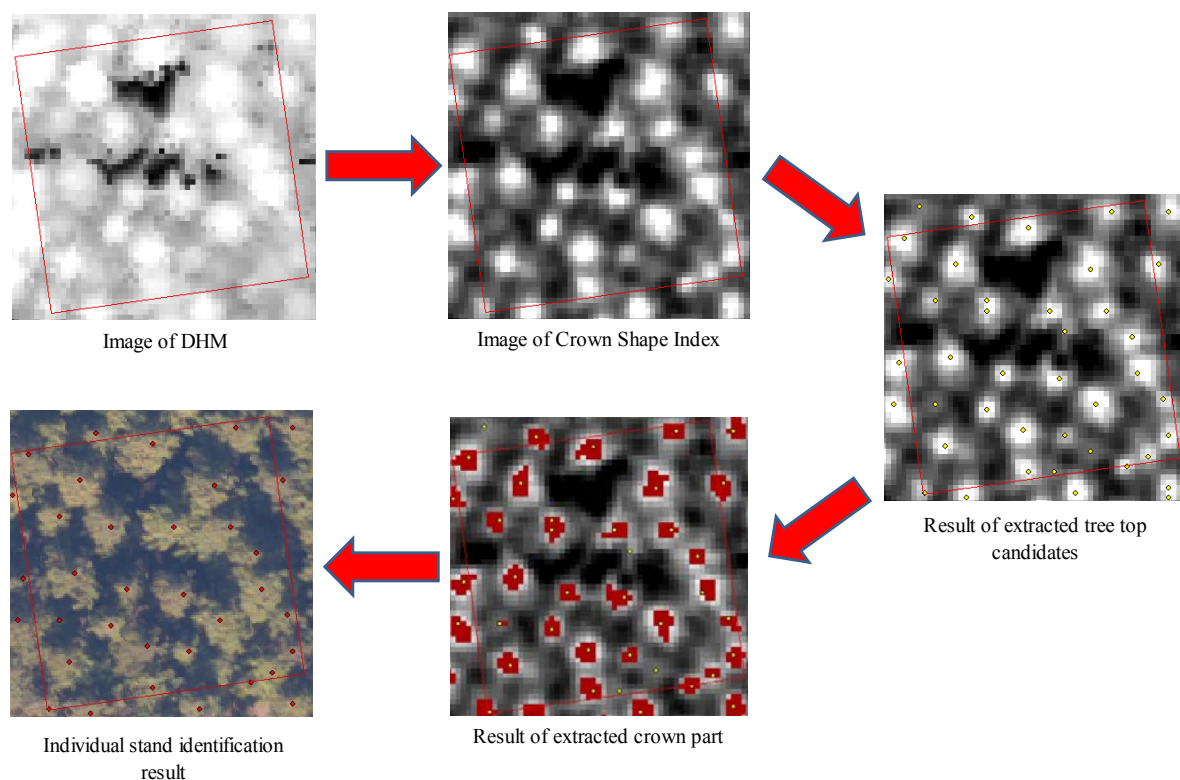 Image of DHM
Image of Crown Shape Index
Result of extracted tree top
candidates
Result of extracted crown part
Individual stand identification
result